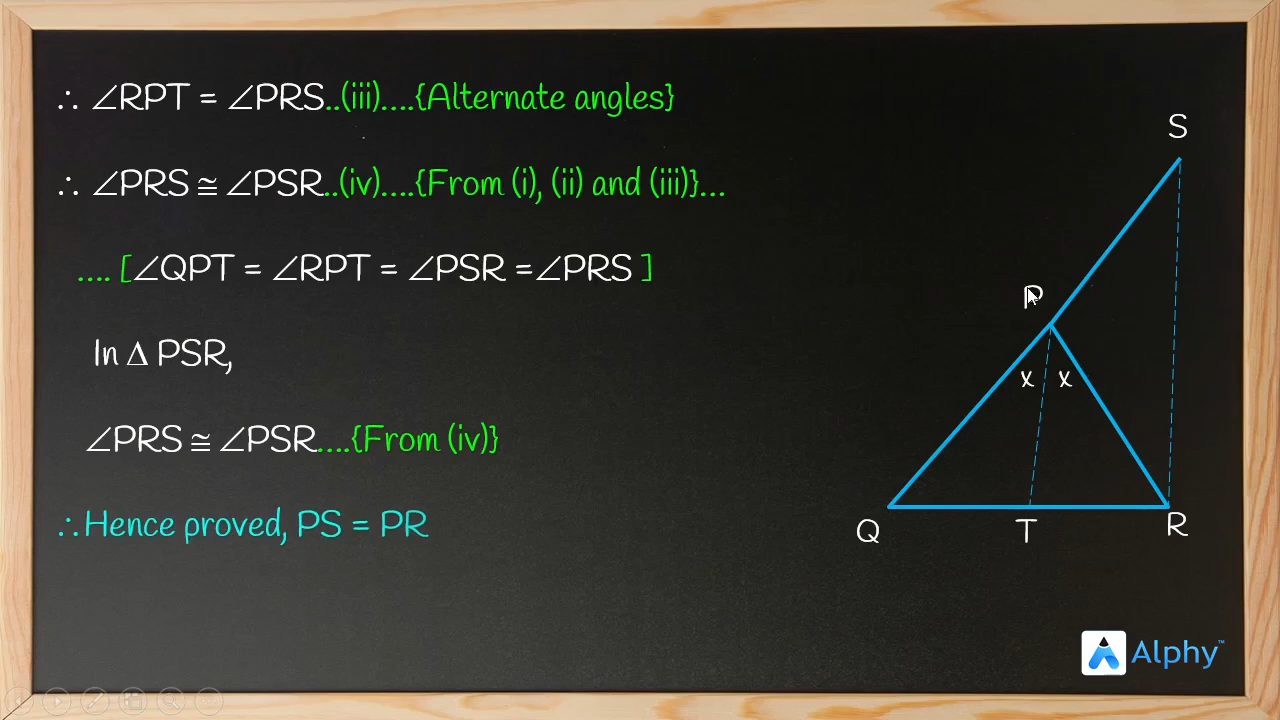 ∴ ∠RPT = ∠PRS..(iii)....{Alternate angles}
∴ ∠PRS ≅ ∠PSR..(iv)....{From (i), (ii) and (iii)}...
.... [∠QPT = ∠RPT = ∠PSR =∠PRS ]
In Δ PSR,
∠PRS ≅ ∠PSR....{From (iv)}
∴Hence proved, PS = PR
S
P
x x
Q T R
Alphy™